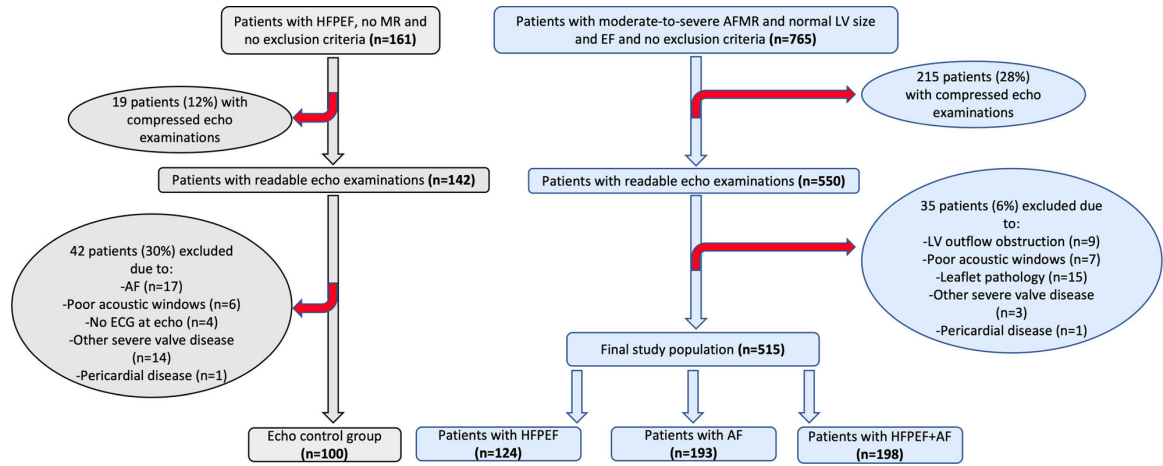 Patients with HFPEF, no MR and
no exclusion criteria (n=161)
19 patients (12%) with
compressed echo
examinations
Patients with readable echo examinations (n=142)
42 patients (30%) excluded
due to:
-AF (n=17)
-Poor acoustic windows (n=6)
-No ECG at echo (n=4)
-Other severe valve disease
(n=14)
-Pericardial disease (n=1)
Echo control group
(n=100)
Patients with moderate-to-severe AFMR and normal LV size
and EF and no exclusion criteria (n=765)
215 patients (28%)
with compressed echo
examinations
Patients with readable echo examinations (n=550)
35 patients (6%) excluded due
to:
-LV outflow obstruction (n=9)
-Poor acoustic windows (n=7)
-Leaflet pathology (n=15)
-Other severe valve disease
(n=3)
-Pericardial disease (n=1)
Final study population (n=515)
Patients with HFPEF
(n=124)
Patients with AF
(n=193)
Patients with HFPEF+AF
(n=198)